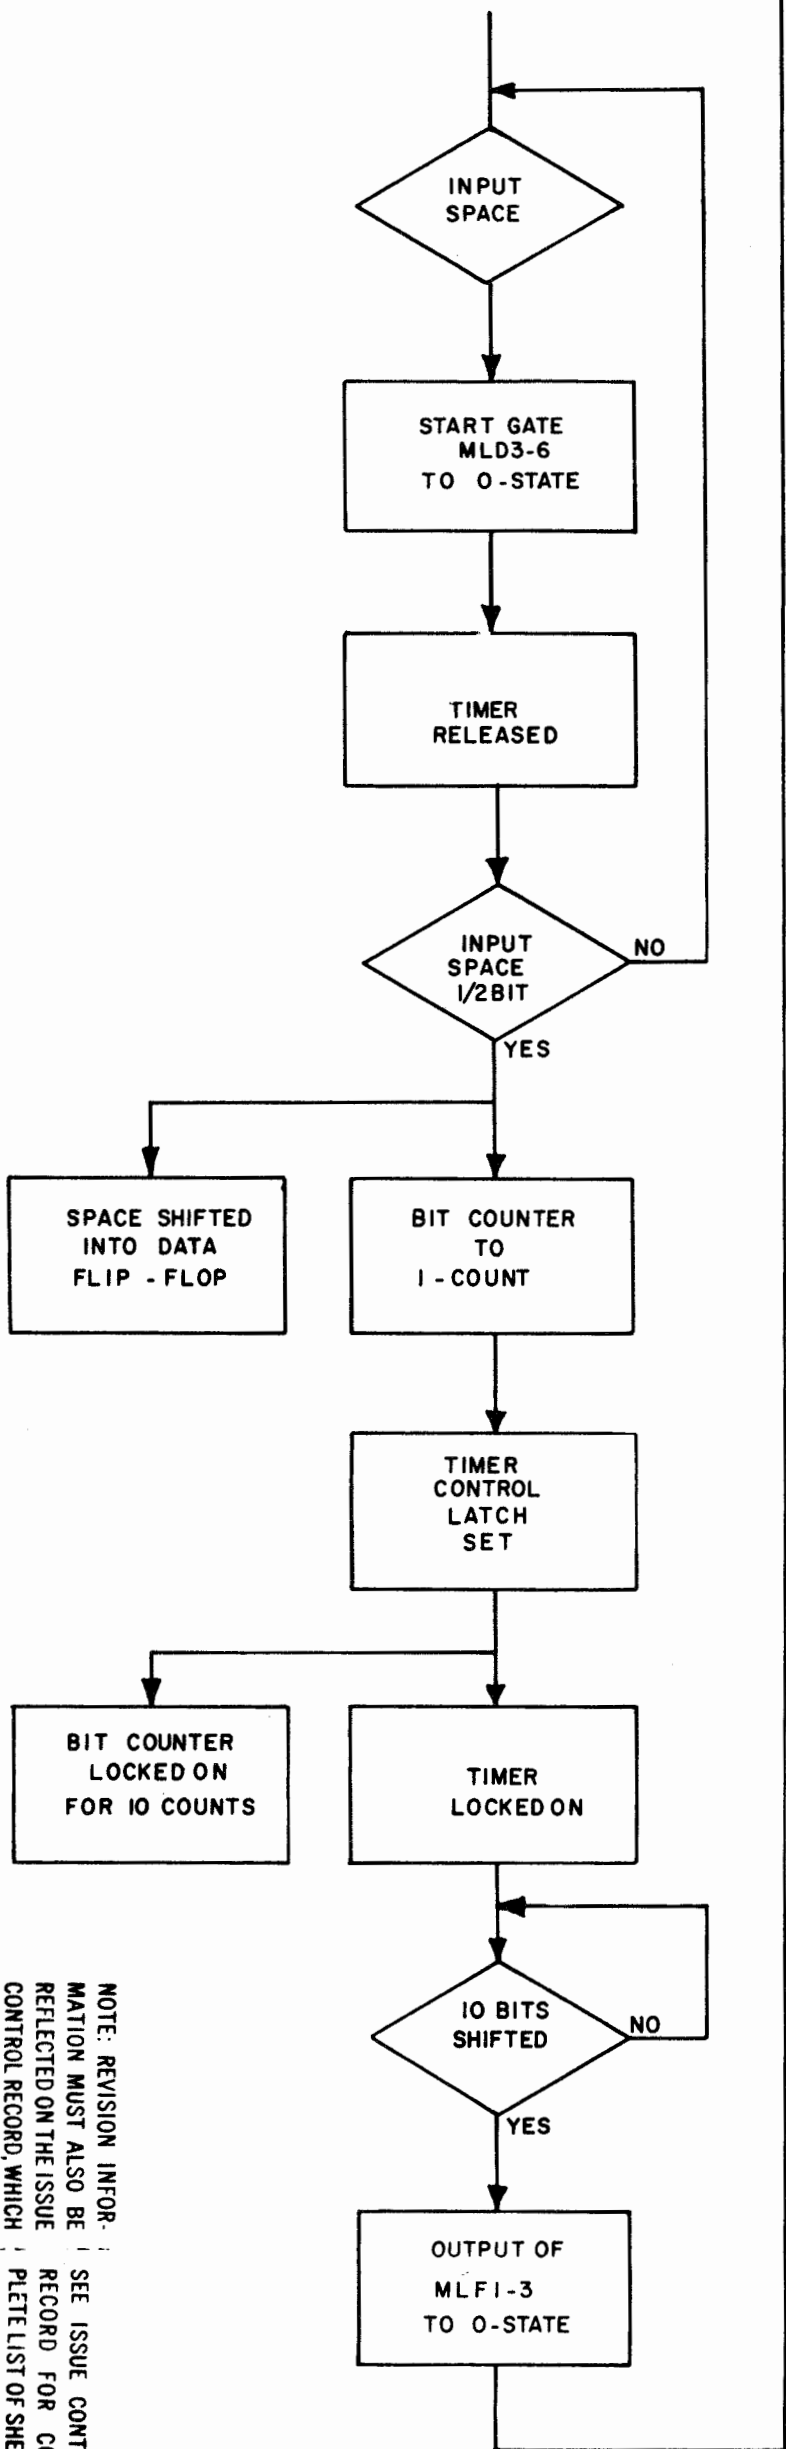 INPUT
SPACE
START GATE
MLD3-6
TO 0-STATE
TIMER
RELEASED
INPUT
SPACE
1/2BIT
NO
YES
SPACE SHIFTED
INTO DATA
FLIP - FLOP
BIT COUNTER
TO
1 - COUNT
TIMER
CONTROL
LATCH
SET
BIT COUNTER
LOCKED ON
FOR 10 COUNTS
TIMER
LOCKED ON
10 BITS
SHIFTED
NO
YES
OUTPUT OF
MLF1-3
TO 0-STATE
NOTE: REVISION INFOR-
MATION MUST ALSO BE
REFLECTED ON THE ISSUE
CONTROL RECORD, WHICH
SEE ISSUE CONT
RECORD FOR
PLETE LIST OF SHE